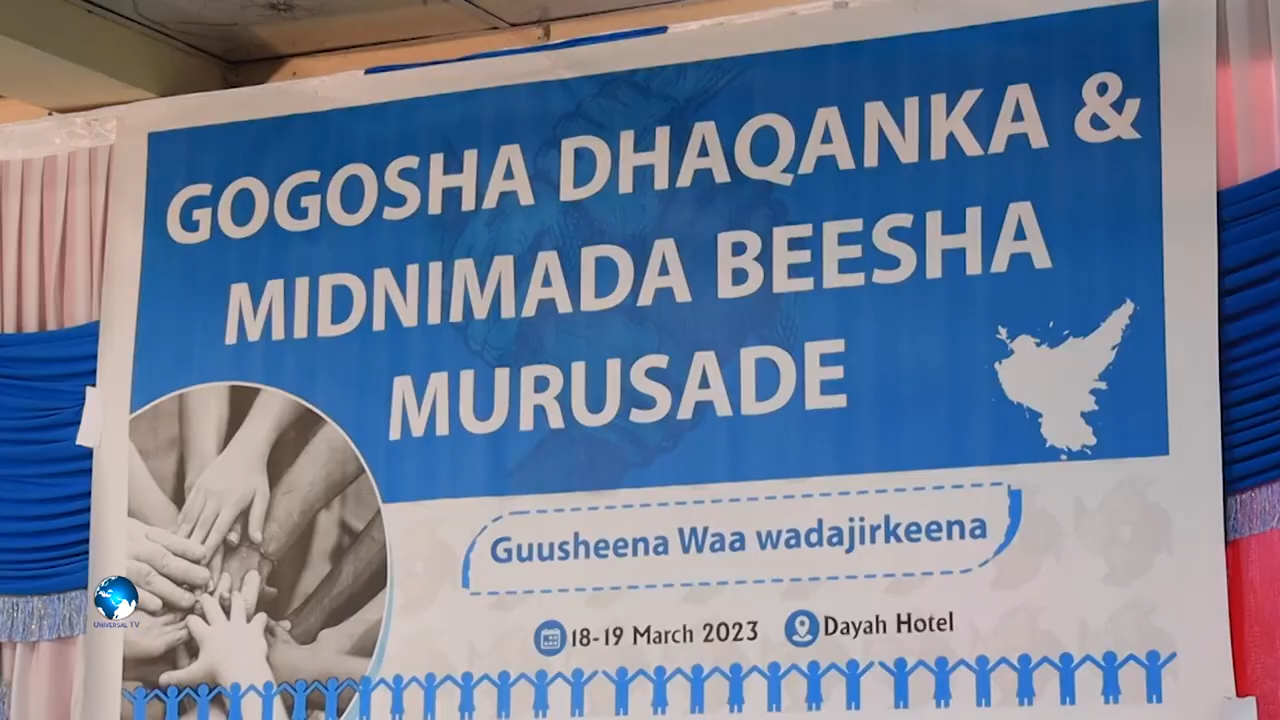 GOGOSHA DHAQANKA &
MIDNIMADA BEESHA
MURUSADE
Guusheena Waa wadajirkeena
18-19 March 2023 Dayah Hotel
UNIVERSAL TV